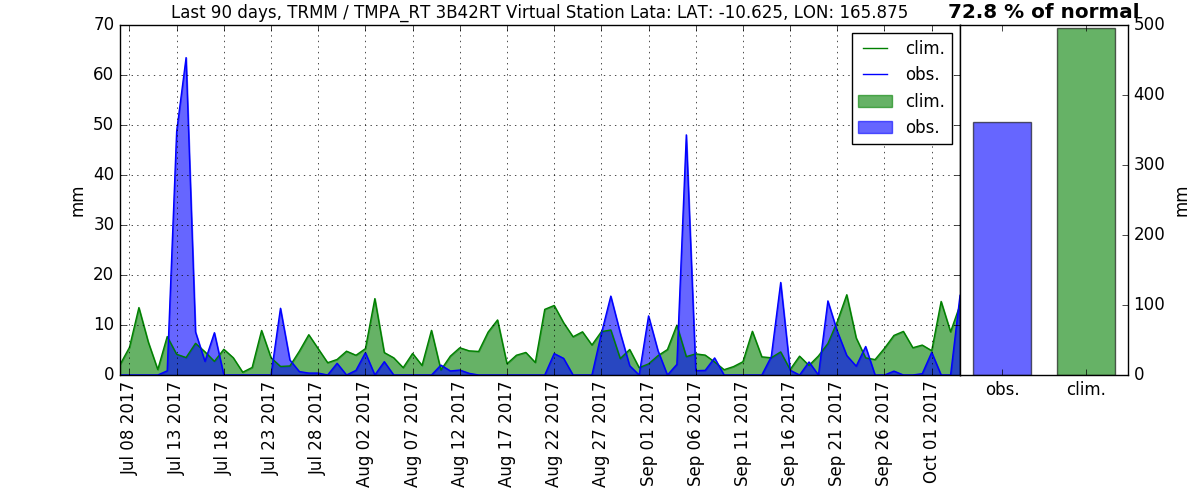 Last 90 days, TRMM / TMPA_RT 3B42RT Virtual Station Lata: LAT: -10.625, LON: 165.875
72.8 % of normal
70
60
50
40
30
20
10
0
mm
clim.
obs.
clim.
obs.
500
400
300
200
100
0
mm
obs.
clim.
Jul 08 2017
Jul 13 2017
Jul 18 2017
Jul 23 2017
Jul 28 2017
Aug 02 2017
Aug 07 2017
Aug 12 2017
Aug 17 2017
Aug 22 2017
Aug 27 2017
Sep 01 2017
Sep 06 2017
Sep 11 2017
Sep 16 2017
Sep 21 2017
Sep 26 2017
Oct 01 2017